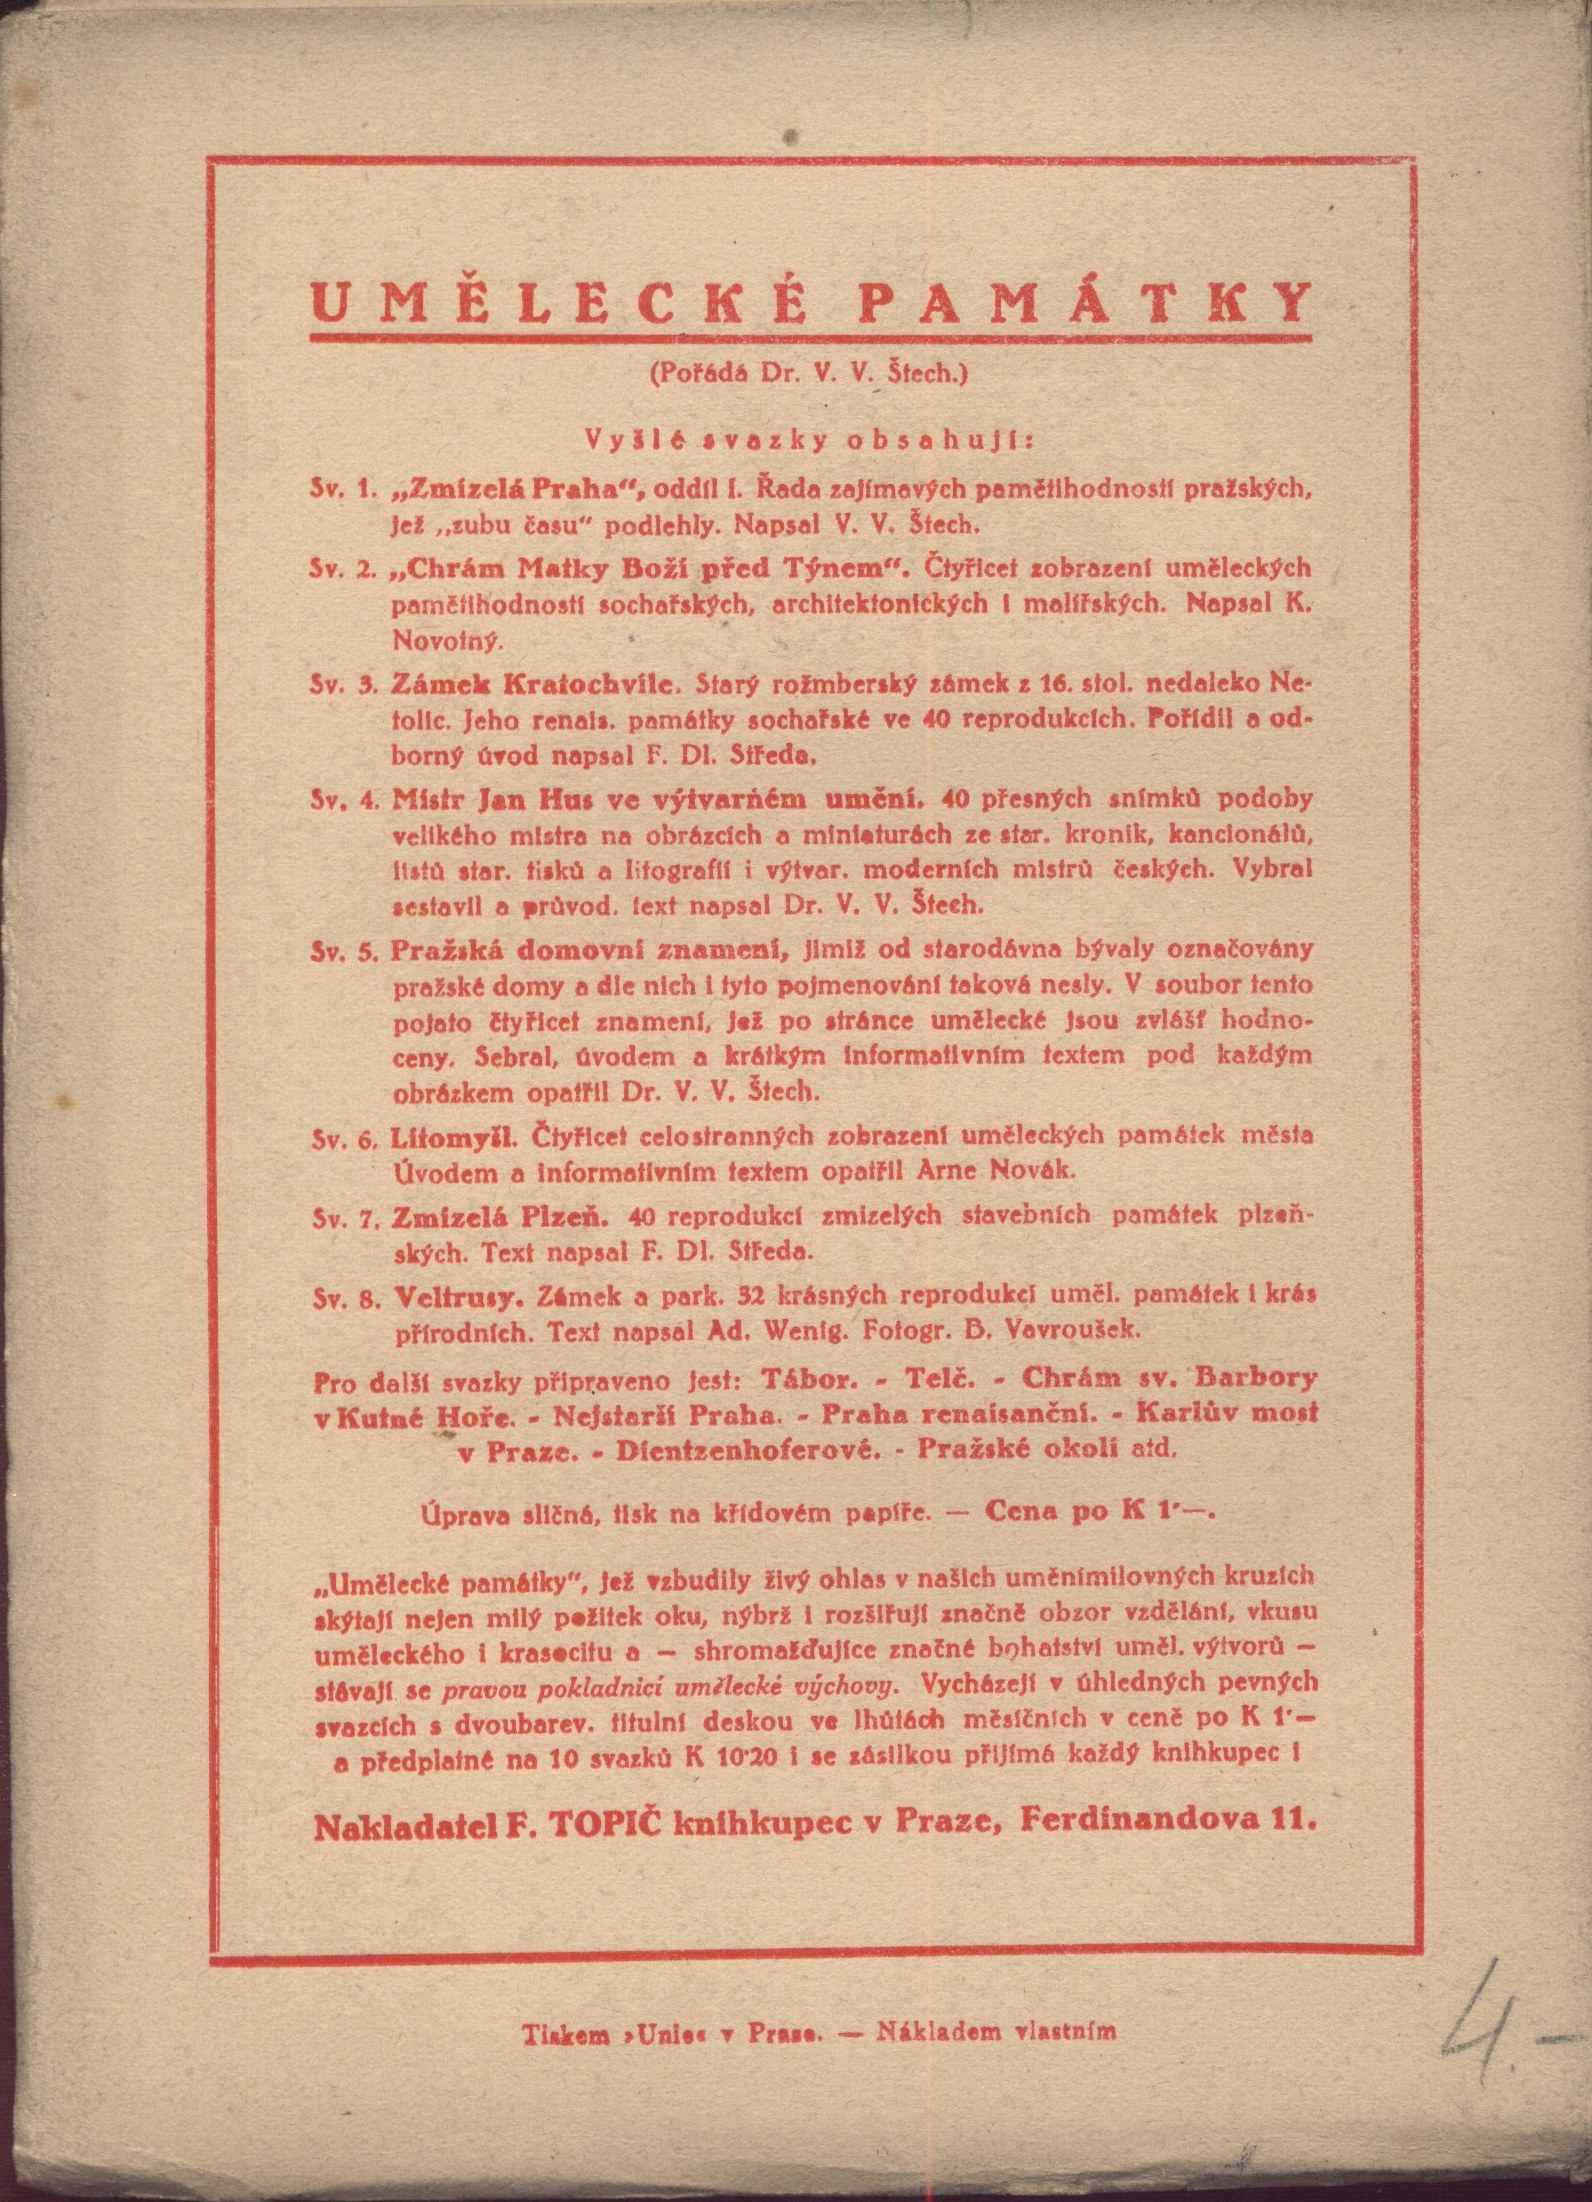 UMĚLECKÉ PAMÁTKY
(Pořádá Dr. V. V. Štech.)
Vyšlé svazky obsahují:
Sv. 1. „Zmizelá Praha“, oddíl I. Řada zajímavých pamětihodností pražských,
jež „zubu času“ podlehly. Napsal V. V. Štech.
Sv. 2. „Chrám Matky Boží před Týnem“. Čtyřicet zobrazení uměleckých
pamětihodností sochařských, architektonických i malířských. Napsal K.
Novotný.
Sv. 3. Zámek Kratochvile. Starý rožmberský zámek z 16. stol. nedaleko Ne-
tolic. Jeho renais. památky sochařské ve 40 reprodukcích. Pořídil a od-
borný úvod napsal F. Dl. Středa.
Sv. 4. Mistr Jan Hus ve výtvarném umění. 40 přesných snímků podoby
velikého mistra na obrázcích a miniaturách ze star. kronik, kancionálů,
listů star. tisků a litografií i výtvar. moderních mistrů českých. Vybral
sestavil a průvod. text napsal Dr. V. V. Štech.
Sv. 5. Pražská domovní znamení, jimiž od starodávna bývaly označovány
pražské domy a dle nich i tyto pojmenování taková nesly. V soubor tento
pojato čtyřicet znamení, jež po stránce umělecké jsou zvlášť hodno-
ceny. Sebral, úvodem a krátkým informativním textem pod každým
obrázkem opatřil Dr. V. V. Štech.
Sv. 6. Litomyšl. Čtyřicet celostranných zobrazení uměleckých památek města
Úvodem a informativním textem opatřil Arne Novák.
Sv. 7. Zmizelá Plzeň. 40 reprodukcí zmizelých stavebních památek plzeň-
ských. Text napsal F. Dl. Středa.
Sv. 8. Veltrusy. Zámek a park. 32 krásných reprodukcí uměl. památek i krás
přírodních. Text napsal Ad. Wenig. Fotogr. B. Vavroušek.
Pro další svazky připraveno jest: Tábor. - Telč. - Chrám sv. Barbory
v Kutné Hoře. - Nejstarší Praha. - Praha renaisanční. - Karlův most
v Praze. - Dientzenhoferové. - Pražské okolí atd.
Úprava sličná, tisk na křídovém papíře. — Cena po K 1·—.
„Umělecké památky“, jež vzbudily živý ohlas v našich uměnímilovných kruzích
skýtají nejen milý požitek oku, nýbrž i rozšiřují značně obzor vzdělání, vkusu
uměleckého i krasocitu a — shromažďujíce značné bohatství uměl. výtvorů —
stávají se pravou pokladnicí umělecké výchovy. Vycházejí v úhledných pevných
svazcích s dvoubarev. titulní deskou ve lhůtách měsíčních v ceně po K 1·—
a předplatné na 10 svazků K 10·20 i se zásilkou přijímá každý knihkupec i
Nakladatel F. TOPIČ knihkupec v Praze, Ferdinandova 11.
Tiskem ›Unie‹ v Praze. — Nákladem vlastním
4.-